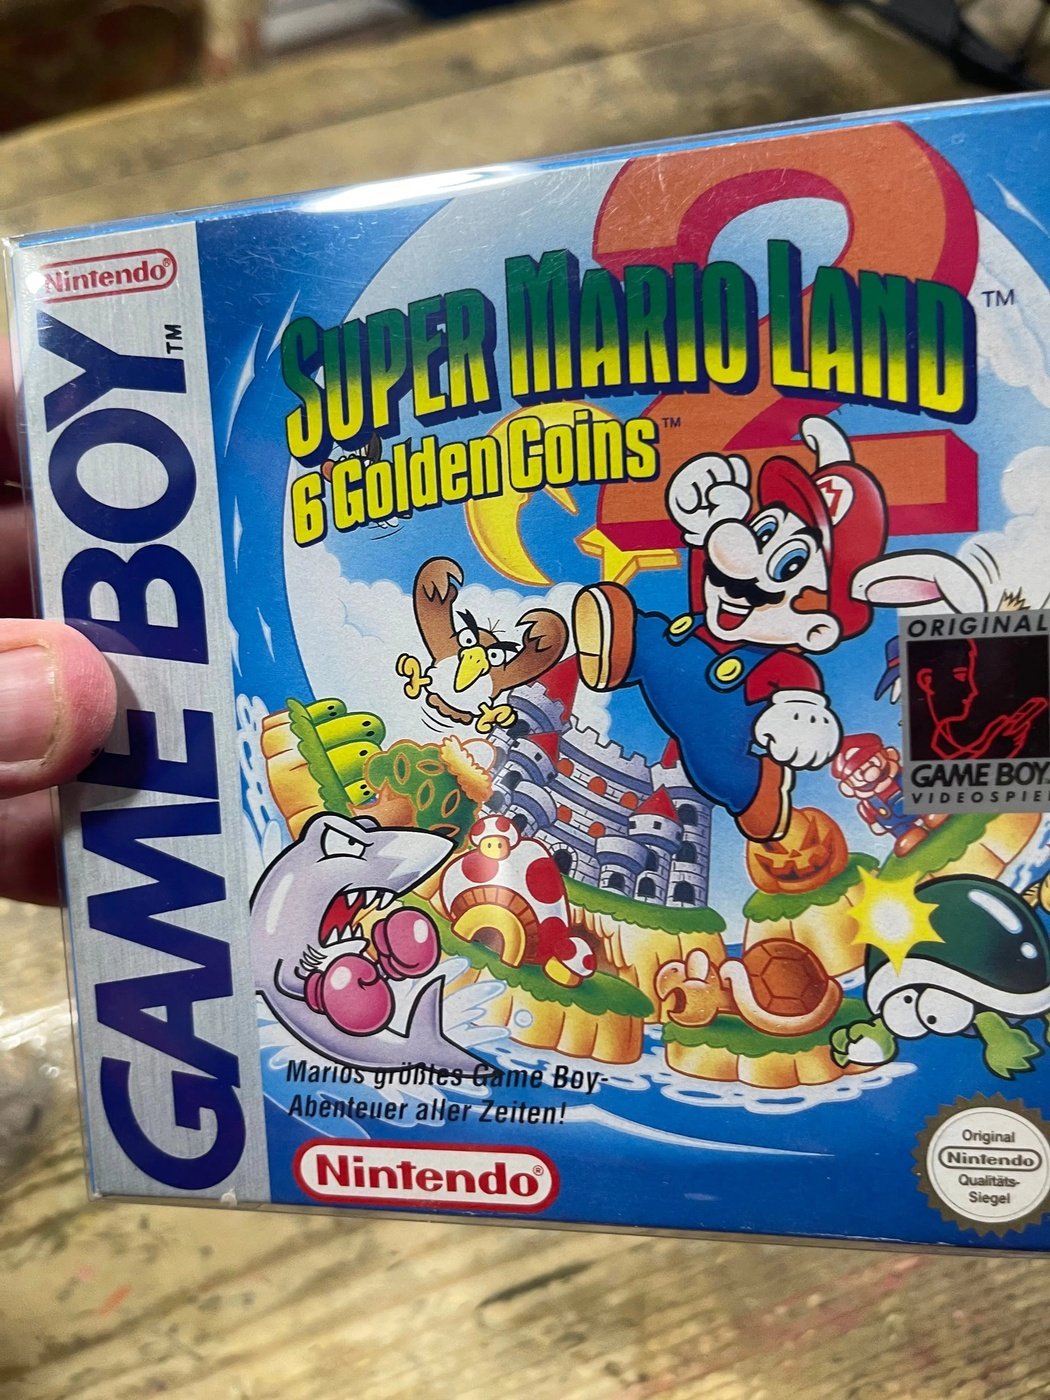 Nintendo®
GAME BOY™
2
SUPER MARIO LAND™
6 Golden Coins™
M
ORIGINAL
GAME BOY
Marios größtes Game Boy-
Abenteuer aller Zeiten!
Nintendo®
Original
Nintendo
Qualitäts-
Siegel